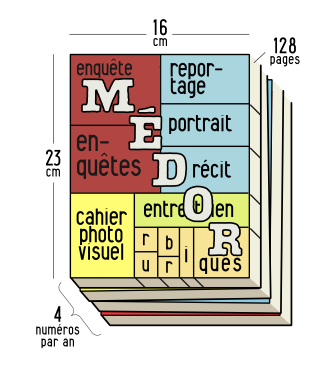 16
cm
128
pages
23
cm
enquête
repor-
tage
MÉDOR
portrait
en-
quêtes
récit
cahier
photo
visuel
entretien
rubriques
4
numéros
par an